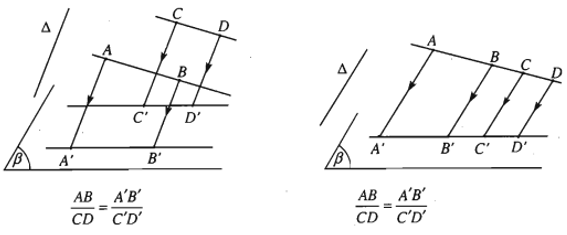 C D
Δ A B
C' D'
β A' B'
AB/CD = A'B'/C'D'
A B C D
Δ
β A' B' C' D'
AB/CD = A'B'/C'D'